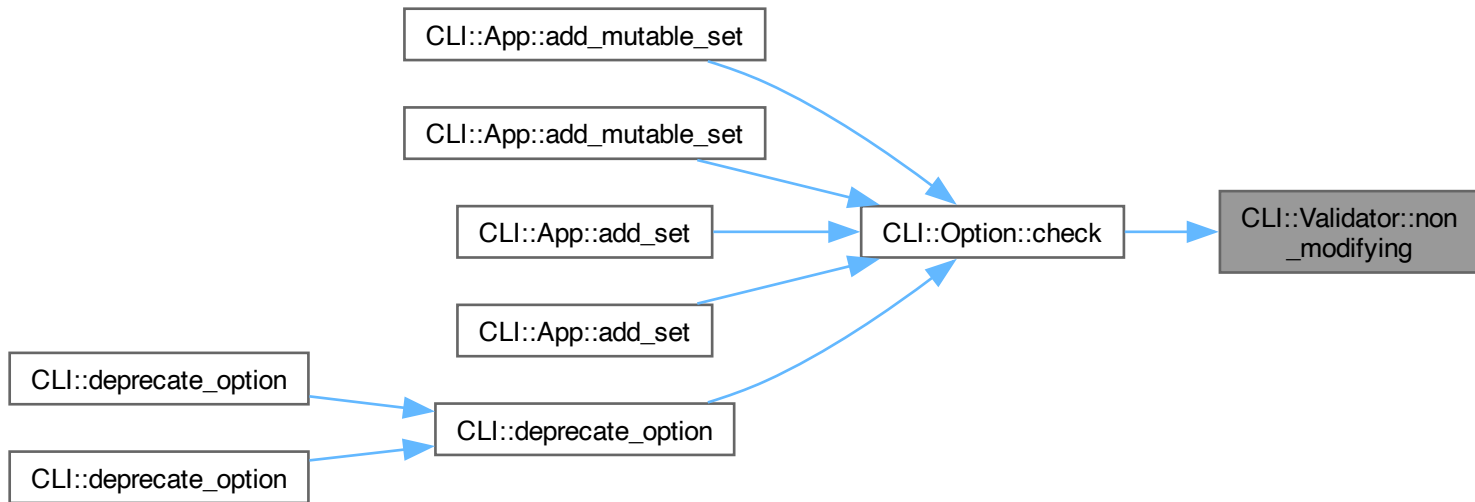 CLI::App::add_mutable_set
CLI::App::add_mutable_set
CLI::App::add_set
CLI::Option::check
CLI::Validator::non
_modifying
CLI::App::add_set
CLI::deprecate_option
CLI::deprecate_option
CLI::deprecate_option